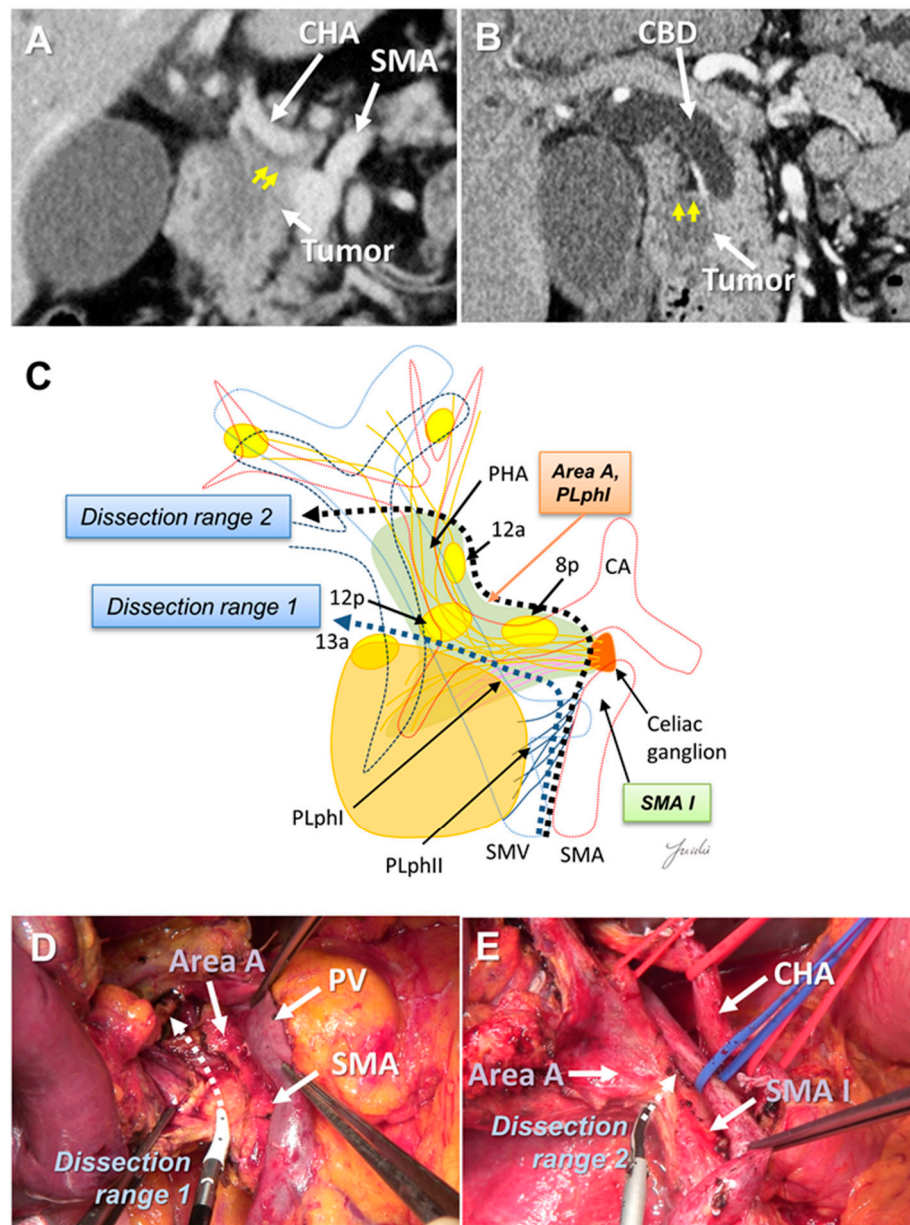 A
CHA
SMA
Tumor
B
CBD
Tumor
C
PHA
Area A,
PLphI
Dissection range 2
12a
8p
CA
Dissection range 1
12p
13a
Celiac
ganglion
PLphI
SMA I
PLphII
SMV
SMA
D
Area A
PV
SMA
Dissection
range 1
E
CHA
Area A
SMA I
Dissection
range 2